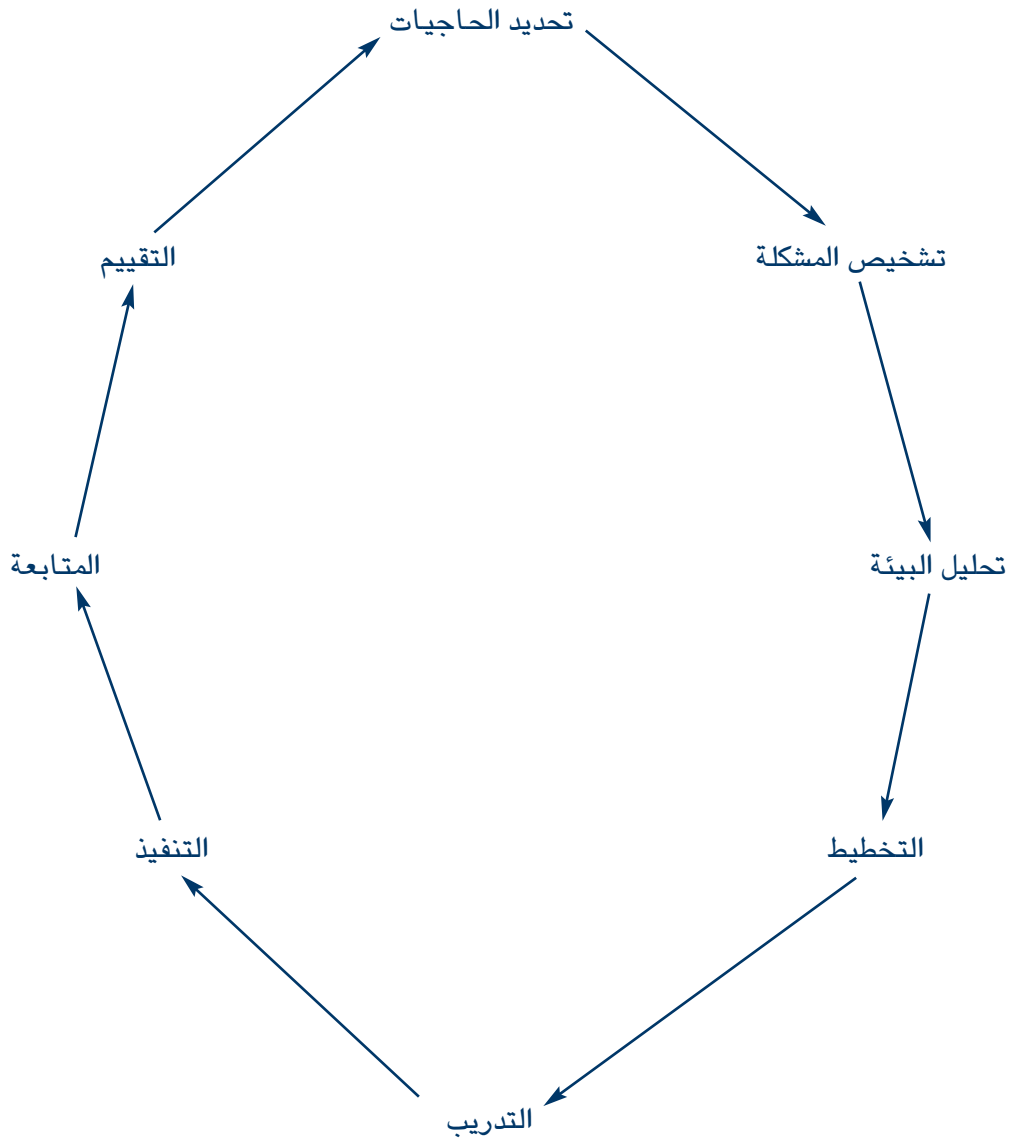 تحديد الحاجيات
تشخيص المشكلة
تحليل البيئة
التخطيط
التدريب
التنفيذ
المتابعة
التقييم